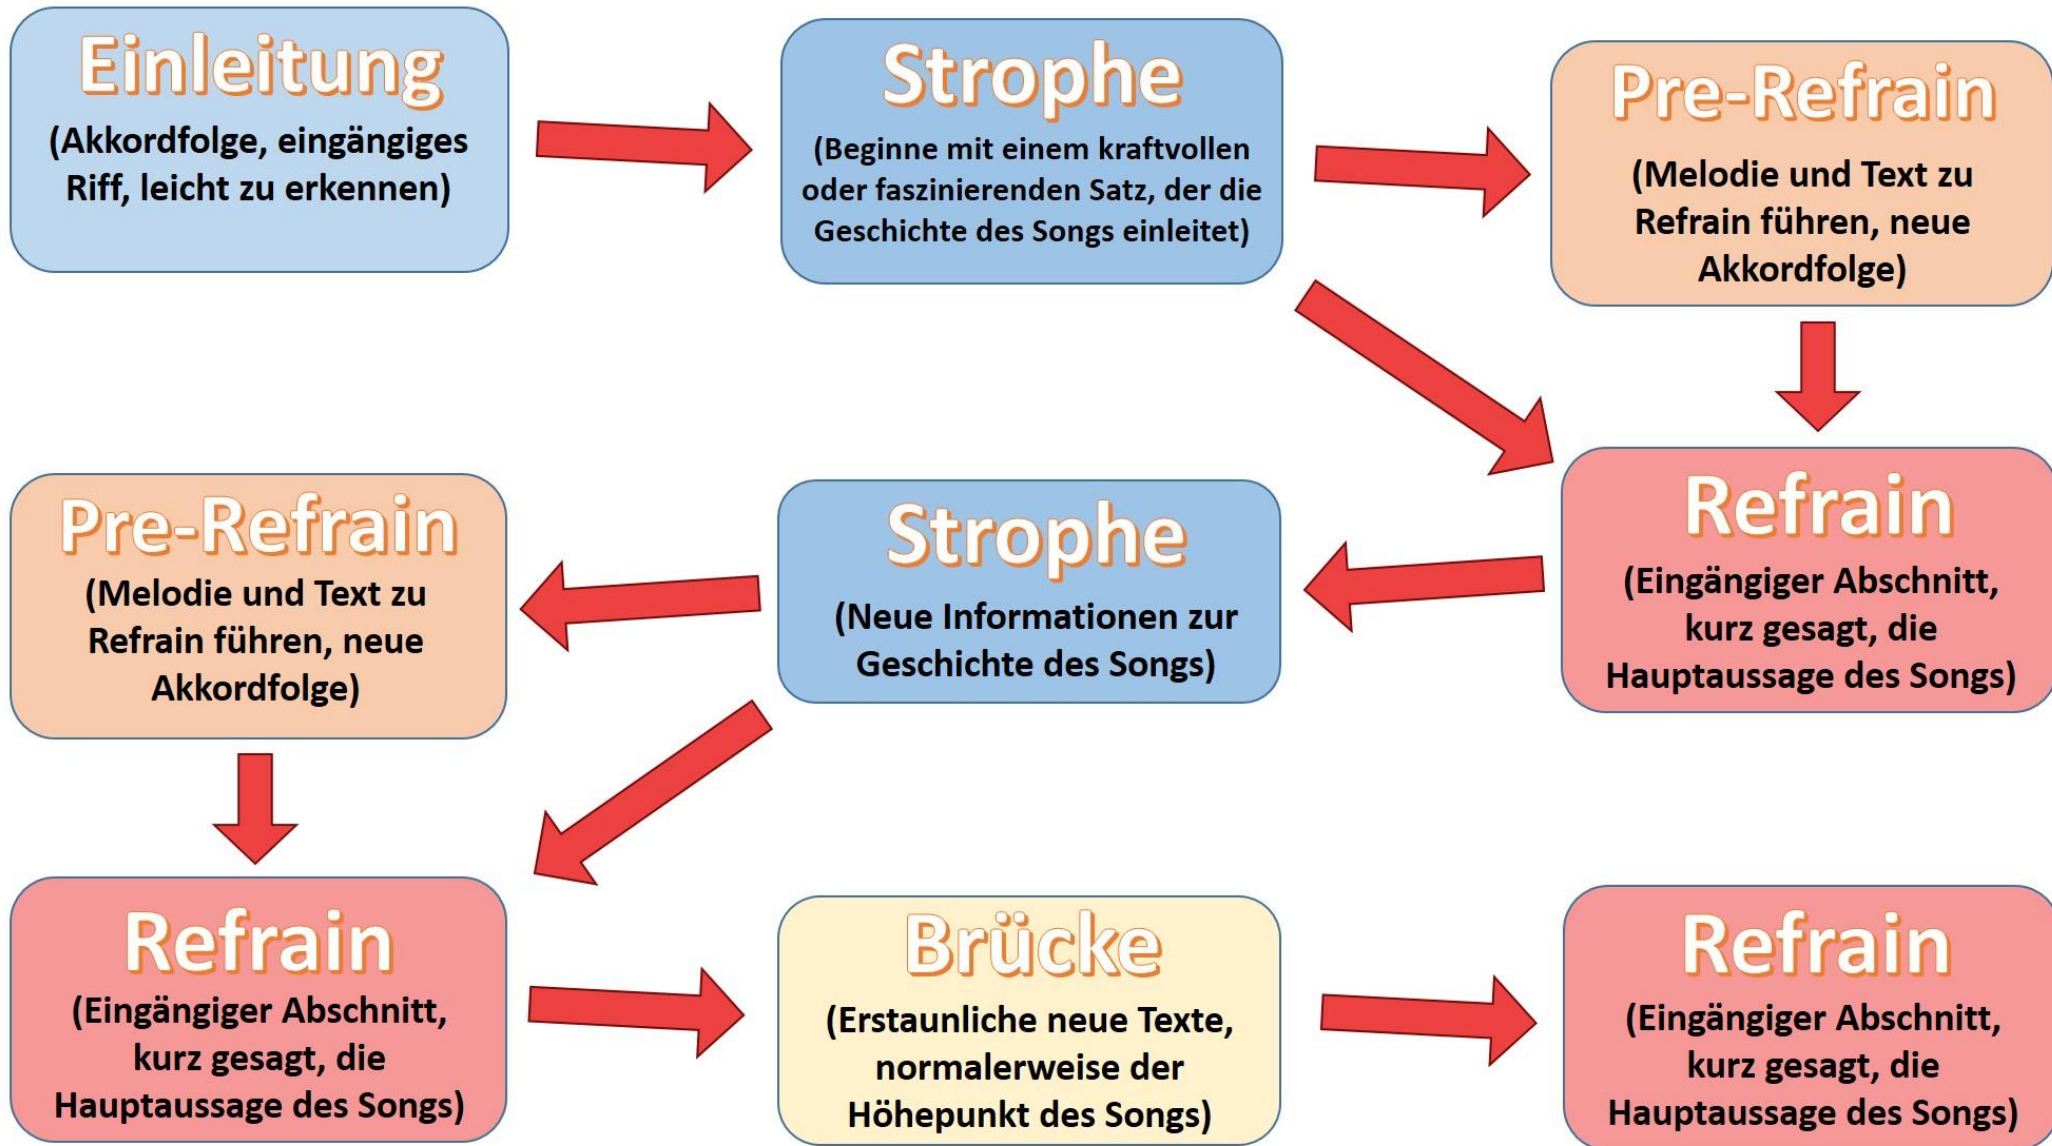 Einleitung
(Akkordfolge, eingängiges
Riff, leicht zu erkennen)
Strophe
(Beginne mit einem kraftvollen
oder faszinierenden Satz, der die
Geschichte des Songs einleitet)
Pre-Refrain
(Melodie und Text zu
Refrain führen, neue
Akkordfolge)
Refrain
(Eingängiger Abschnitt,
kurz gesagt, die
Hauptaussage des Songs)
Strophe
(Neue Informationen zur
Geschichte des Songs)
Pre-Refrain
(Melodie und Text zu
Refrain führen, neue
Akkordfolge)
Refrain
(Eingängiger Abschnitt,
kurz gesagt, die
Hauptaussage des Songs)
Brücke
(Erstaunliche neue Texte,
normalerweise der
Höhepunkt des Songs)
Refrain
(Eingängiger Abschnitt,
kurz gesagt, die
Hauptaussage des Songs)